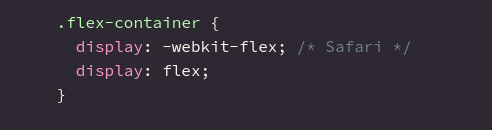 .flex-container {
  display: -webkit-flex; /* Safari */
  display: flex;
}